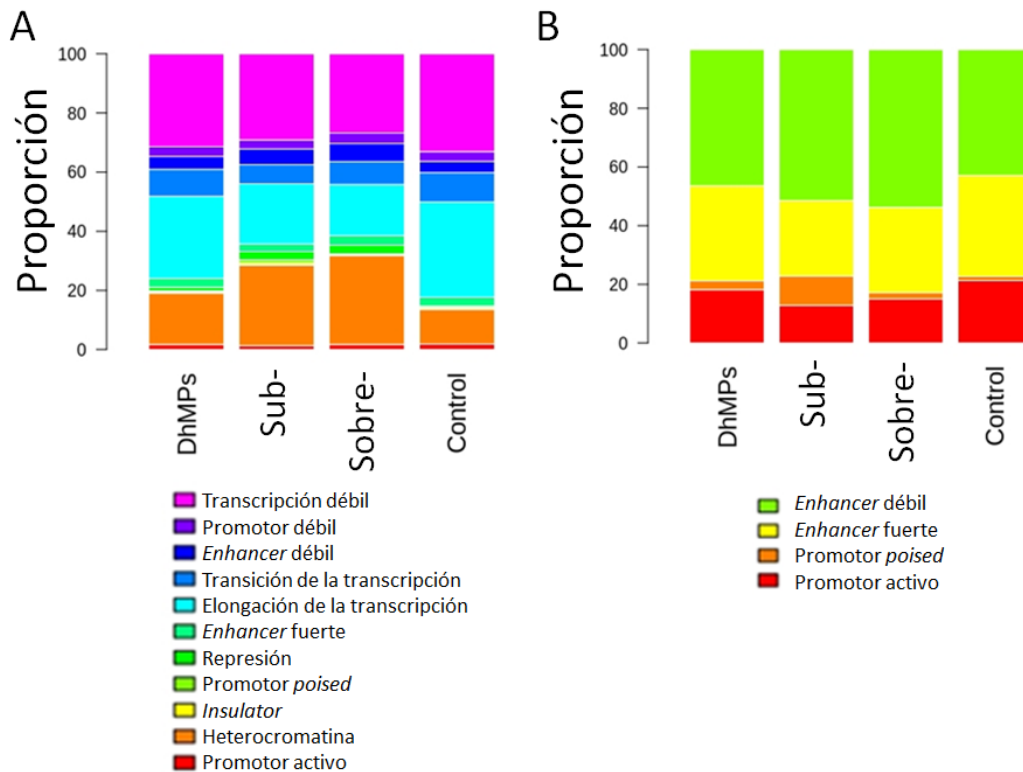 A
Proporción
100
80
60
40
20
0
DhMPs
Sub-
Sobre-
Control
Transcripción débil
Promotor débil
Enhancer débil
Transición de la transcripción
Elongación de la transcripción
Enhancer fuerte
Represión
Promotor poised
Insulator
Heterocromatina
Promotor activo
B
Proporción
100
80
60
40
20
0
DhMPs
Sub-
Sobre-
Control
Enhancer débil
Enhancer fuerte
Promotor poised
Promotor activo